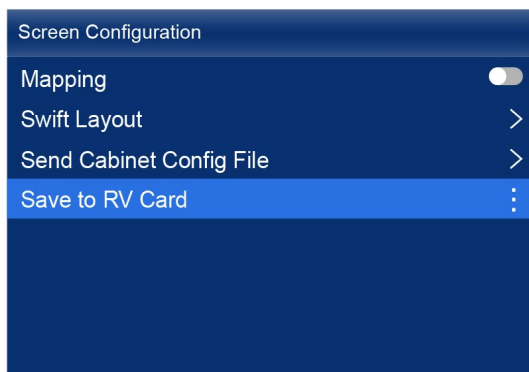 Screen Configuration
Mapping
Swift Layout
Send Cabinet Config File
Save to RV Card